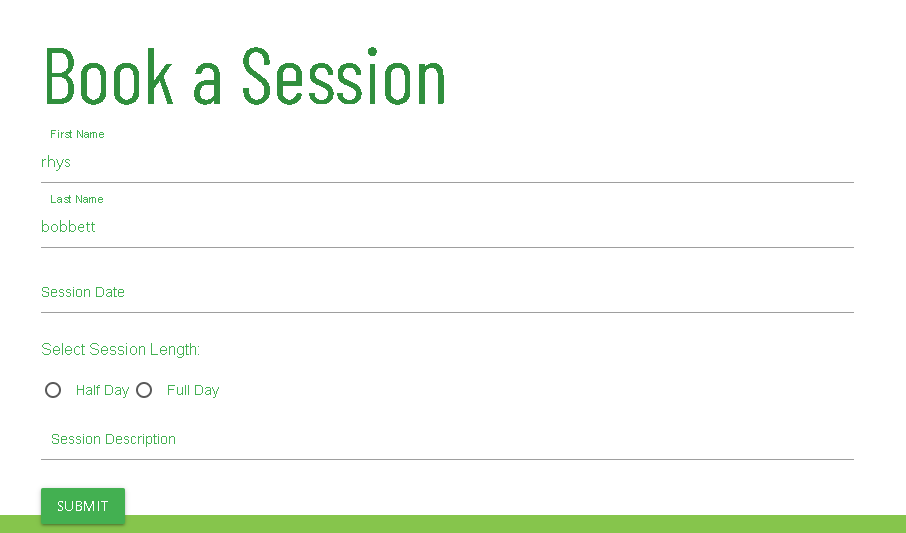 Book a Session
First Name
rhys
Last Name
bobbett
Session Date
Select Session Length:
Half Day Full Day
Session Description
SUBMIT